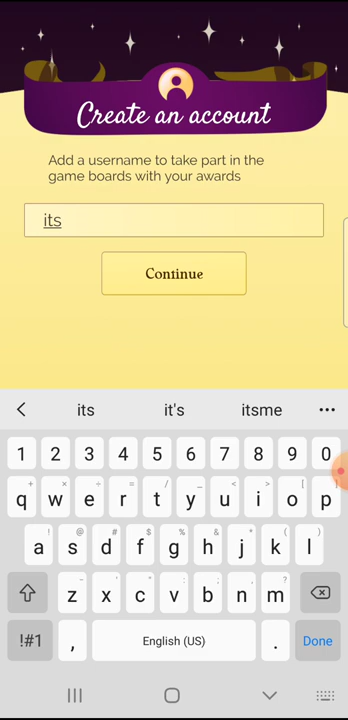 Create an account
Add a username to take part in the
game boards with your awards
its
Continue
its it's itsme
1 2 3 4 5 6 7 8 9 0
q w e r t y u i o p
a s d f g h j k l
z x c v b n m
!#1 , English (US) . Done